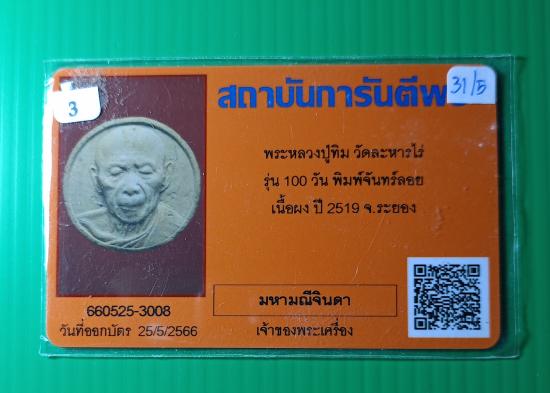 3
31/5
สถาบันการันตีพระ
พระหลวงปู่ทิม วัดละหารไร่
รุ่น 100 วัน พิมพ์จันทร์ลอย
เนื้อผง ปี 2519 จ.ระยอง
660525-3008
วันที่ออกบัตร 25/5/2566
มหามณีจินดา
เจ้าของพระเครื่อง